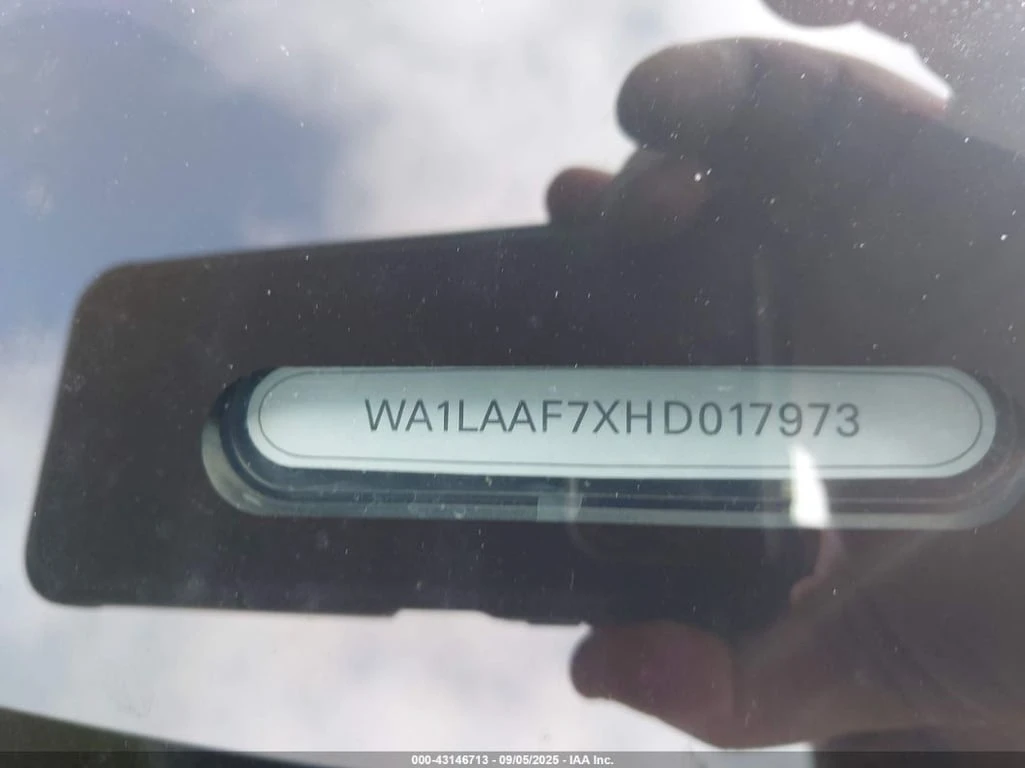 WA1LAAF7XHD017973
000-43146713 - 09/05/2025 - IAA Inc.